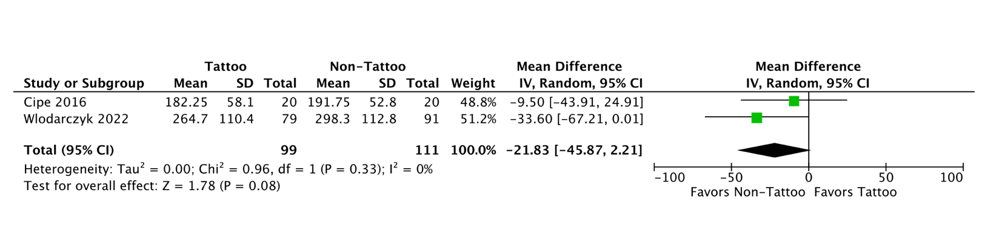 Tattoo Non-Tattoo Mean Difference Mean Difference
Study or Subgroup Mean SD Total Mean SD Total Weight IV, Random, 95% CI IV, Random, 95% CI
Cipe 2016 182.25 58.1 20 191.75 52.8 20 48.8% -9.50 [-43.91, 24.91]
Wlodarczyk 2022 264.7 110.4 79 298.3 112.8 91 51.2% -33.60 [-67.21, 0.01]
Total (95% CI) 99 111 100.0% -21.83 [-45.87, 2.21]
Heterogeneity: Tau² = 0.00; Chi² = 0.96, df = 1 (P = 0.33); I² = 0%
Test for overall effect: Z = 1.78 (P = 0.08)
-100 -50 0 50 100
Favors Non-Tattoo Favors Tattoo